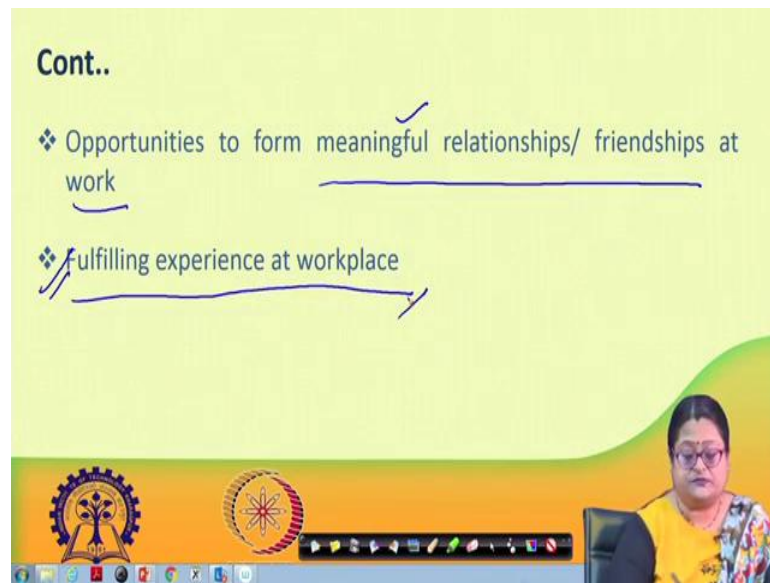 Cont..
❖ Opportunities to form meaningful relationships/ friendships at
work
❖ Fulfilling experience at workplace